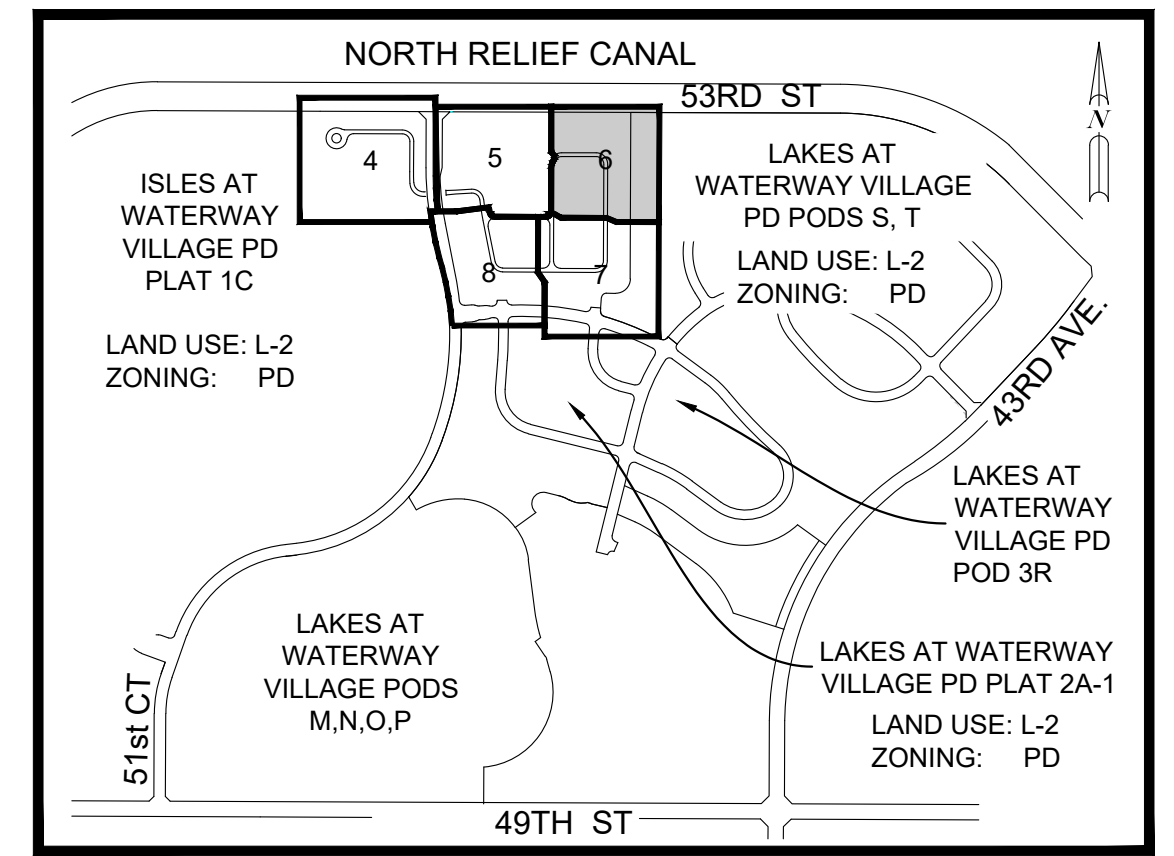 NORTH RELIEF CANAL
53RD ST
4
5
6
7
8
N
ISLES AT
WATERWAY
VILLAGE PD
PLAT 1C
LAND USE: L-2
ZONING: PD
LAKES AT
WATERWAY VILLAGE
PD PODS S, T
LAND USE: L-2
ZONING: PD
43RD AVE.
LAKES AT
WATERWAY
VILLAGE PD
POD 3R
LAKES AT WATERWAY
VILLAGE PD PLAT 2A-1
LAND USE: L-2
ZONING: PD
LAKES AT
WATERWAY
VILLAGE PODS
M,N,O,P
51st CT
49TH ST